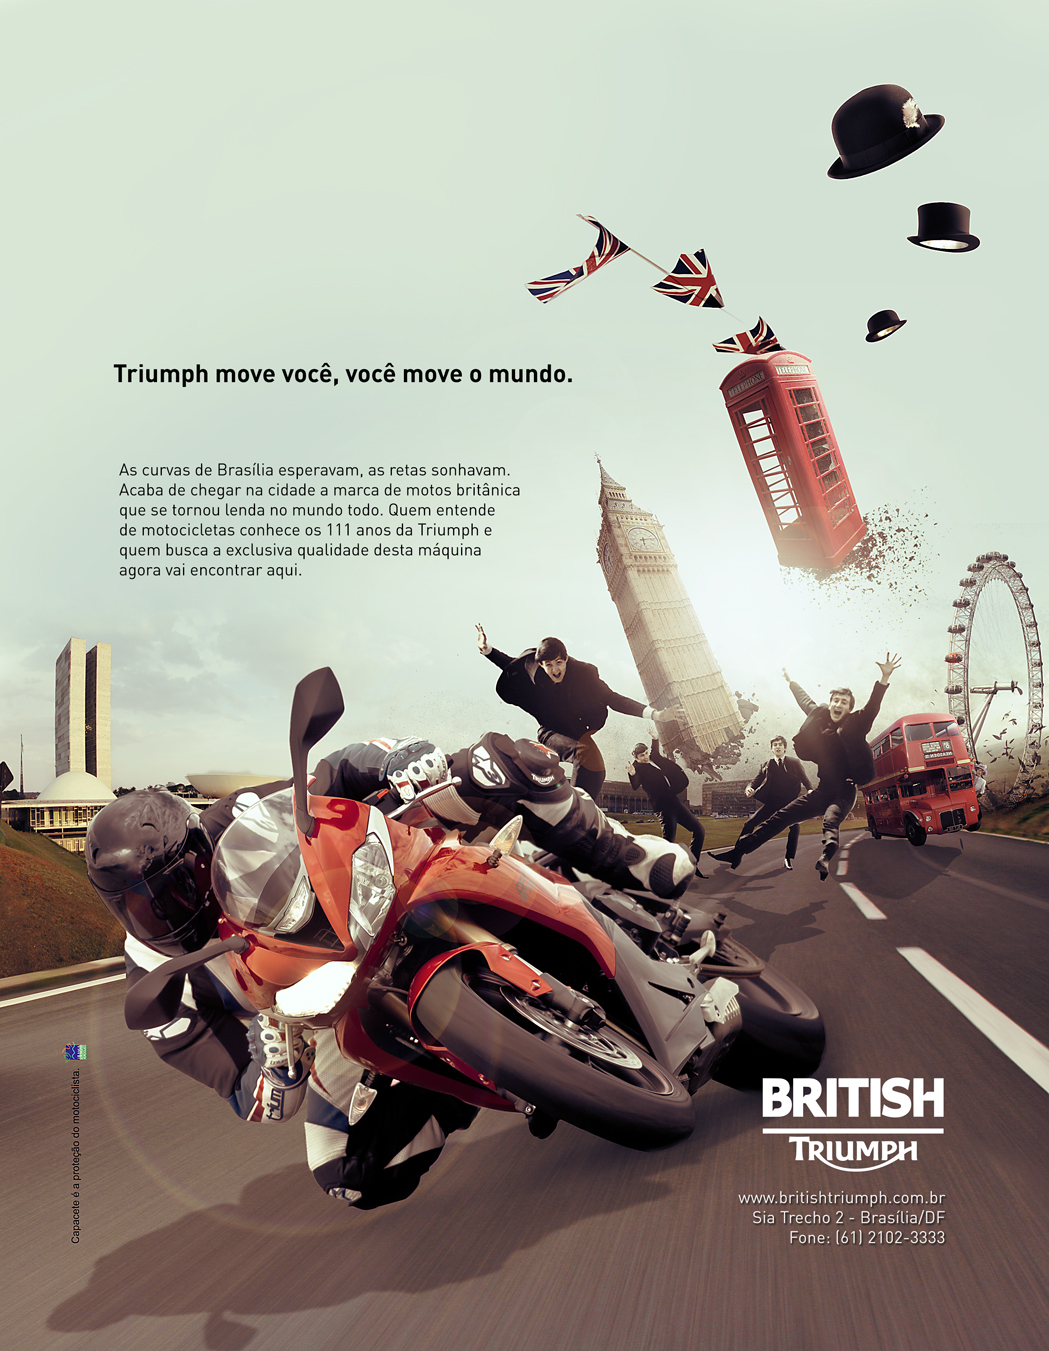 Triumph move você, você move o mundo.
As curvas de Brasília esperavam, as retas sonhavam.
Acaba de chegar na cidade a marca de motos britânica
que se tornou lenda no mundo todo. Quem entende
de motocicletas conhece os 111 anos da Triumph e
quem busca a exclusiva qualidade desta máquina
agora vai encontrar aqui.
TELEPHONE
TELEPHONE
Capacete é a proteção do motociclista.
BRITISH
TRIUMPH
www.britishtriumph.com.br
Sia Trecho 2 - Brasília/DF
Fone: (61) 2102-3333